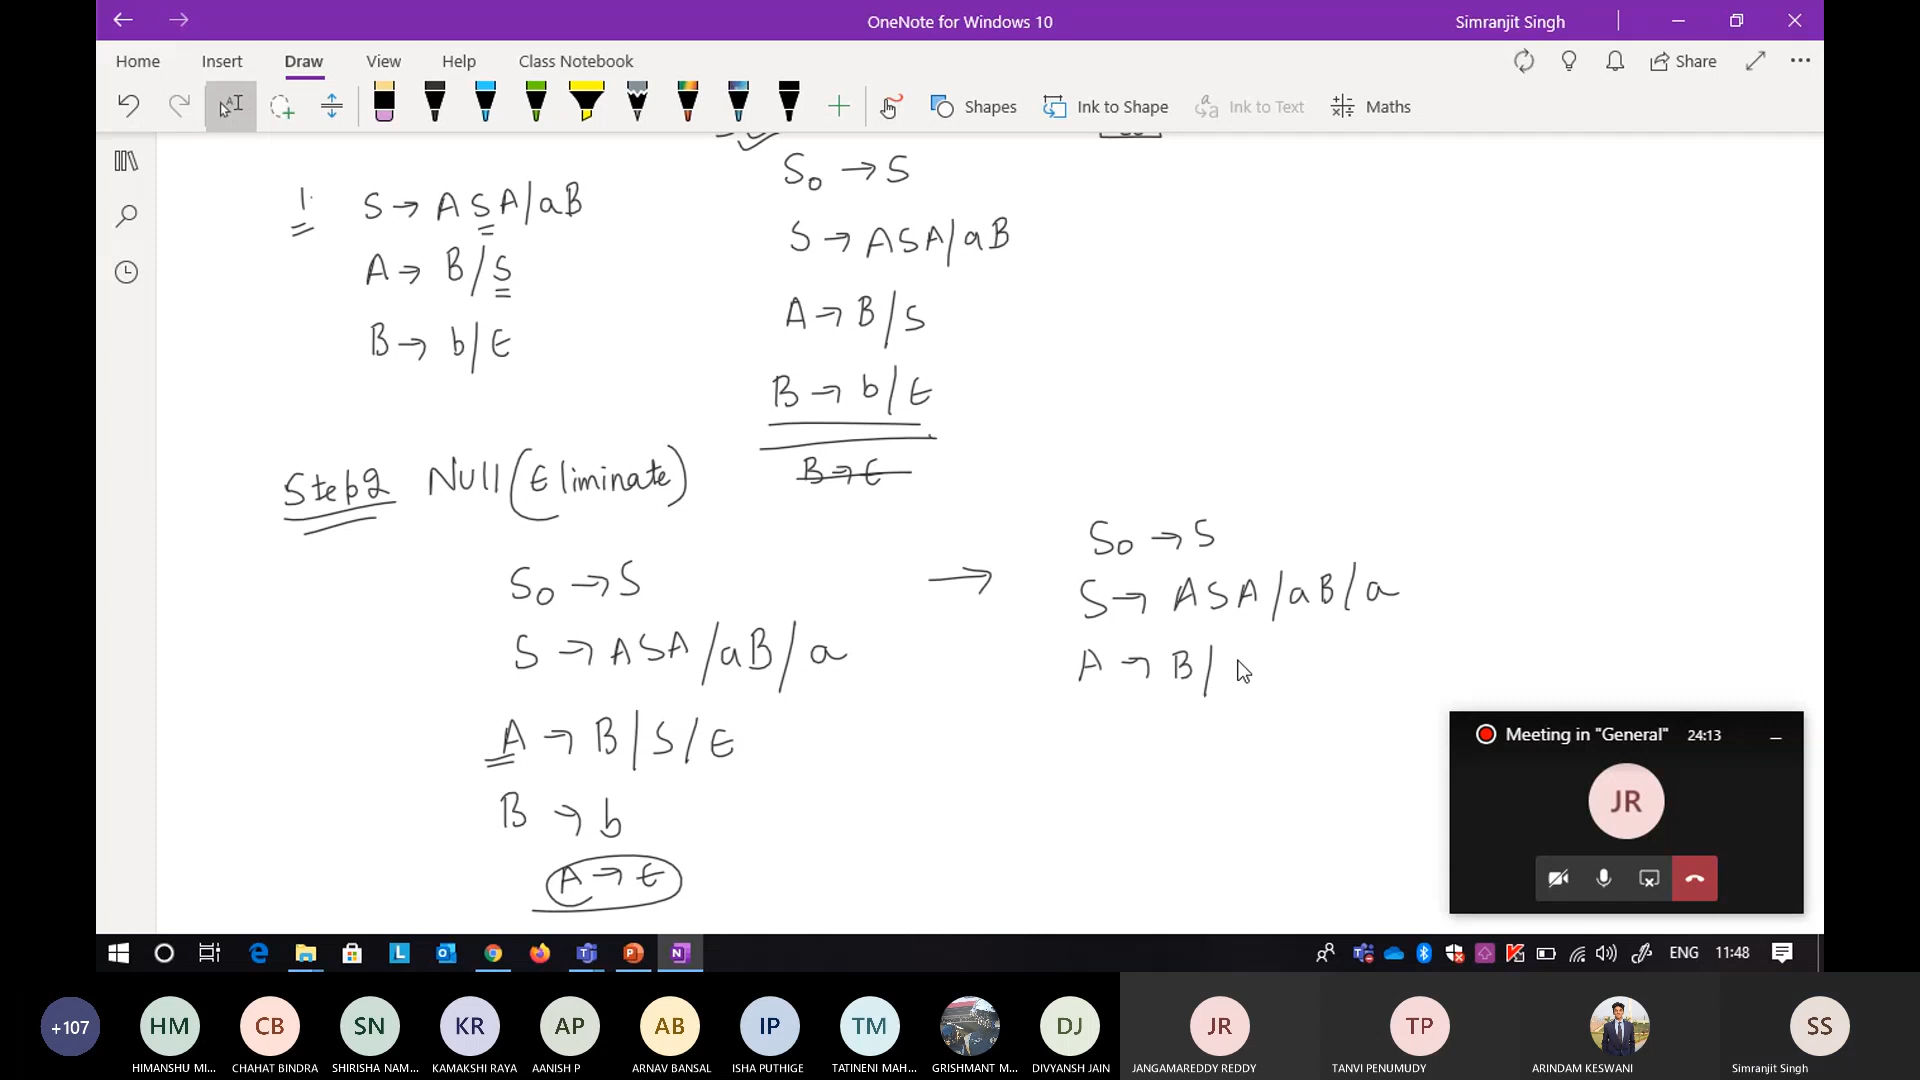 OneNote for Windows 10
Simranjit Singh
Home Insert Draw View Help Class Notebook
Share
Shapes Ink to Shape Ink to Text Maths
1. S → ASA/aB
A → B/S
B → b/ε
S₀ → S
S → ASA/aB
A → B/S
B → b/ε
B → ε
Step2 Null (Eliminate)
S₀ → S
S → ASA/aB/a
A → B/S/ε
B → b
A → ε
→
S₀ → S
S → ASA/aB/a
A → B/
Meeting in "General" 24:13
JR
ENG 11:48
+107
HM CB SN KR AP AB IP TM DJ JR TP SS
HIMANSHU MI... CHAHAT BINDRA SHIRISHA NAM... KAMAKSHI RAYA AANISH P ARNAV BANSAL ISHA PUTHIGE TATINENI MAH... GRISHMANT M... DIVYANSH JAIN JANGAMAREDDY REDDY TANVI PENUMUDY ARINDAM KESWANI Simranjit Singh